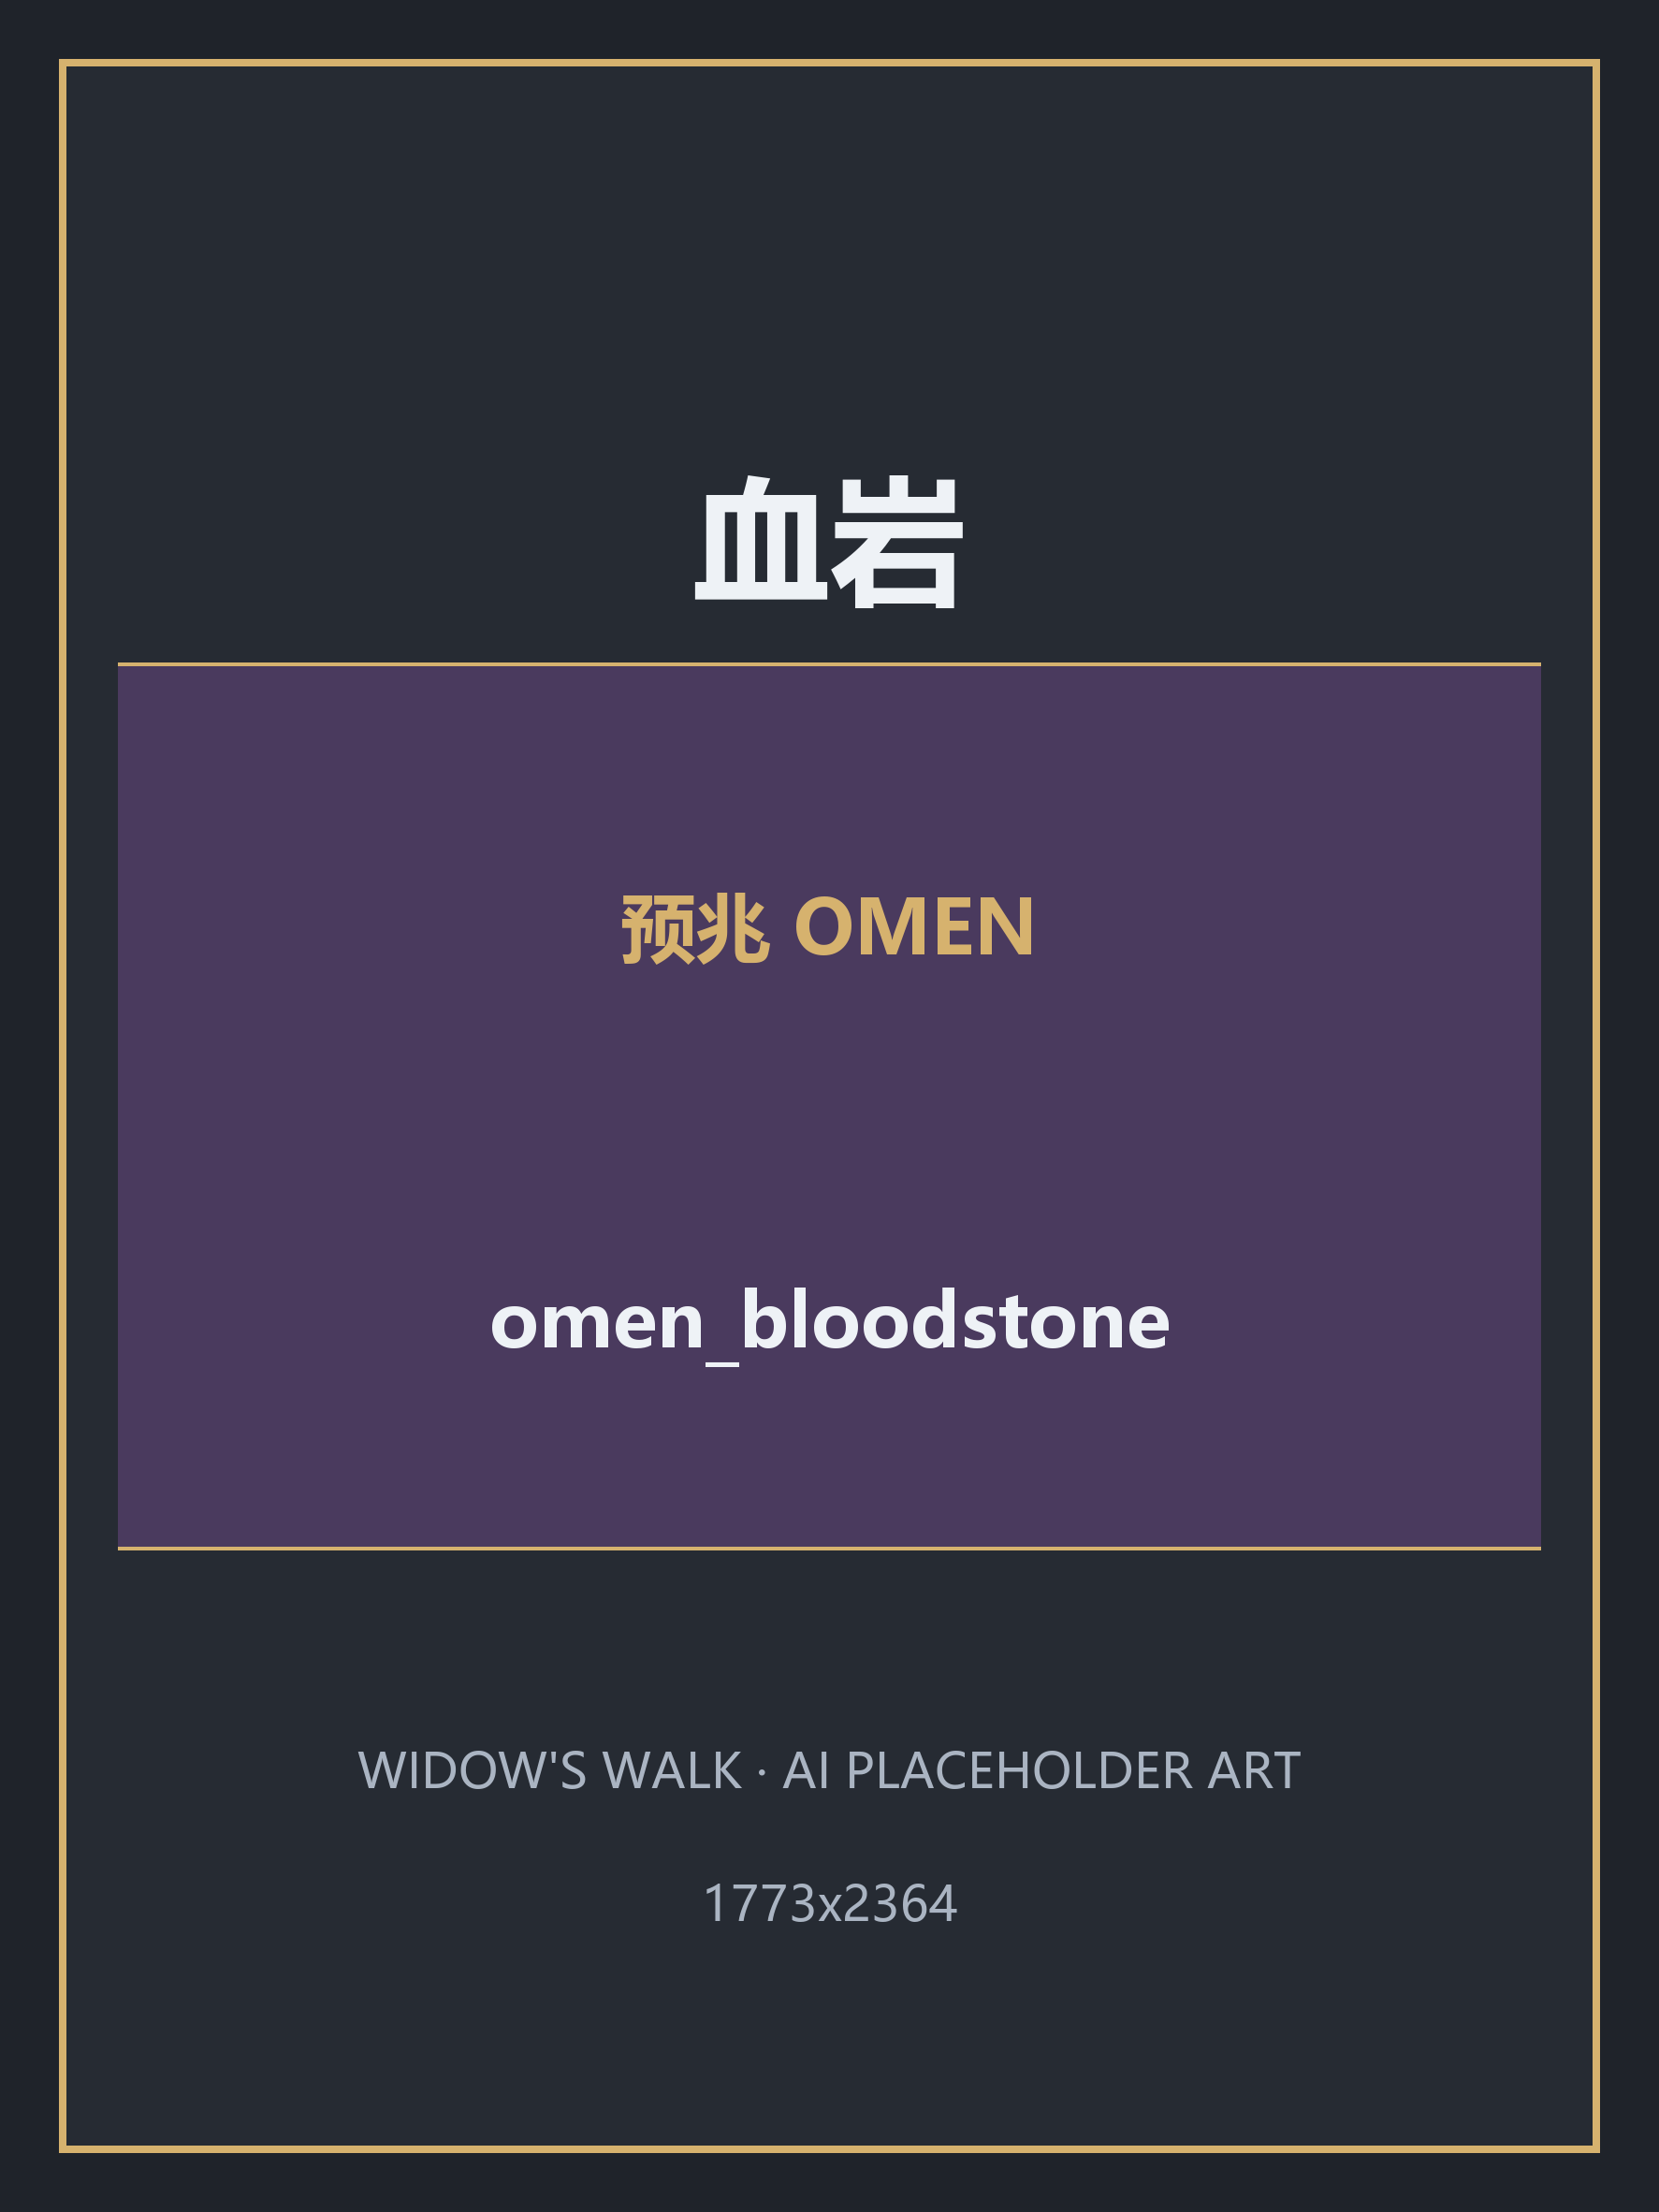 血岩
预兆 OMEN
omen_bloodstone
WIDOW'S WALK · AI PLACEHOLDER ART
1773x2364